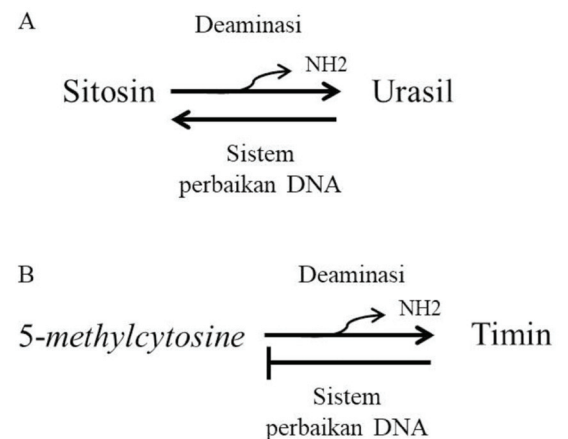 A
Deaminasi
NH2
Sitosin
Urasil
Sistem
perbaikan DNA
B
Deaminasi
NH2
5-methylcytosine
Timin
Sistem
perbaikan DNA